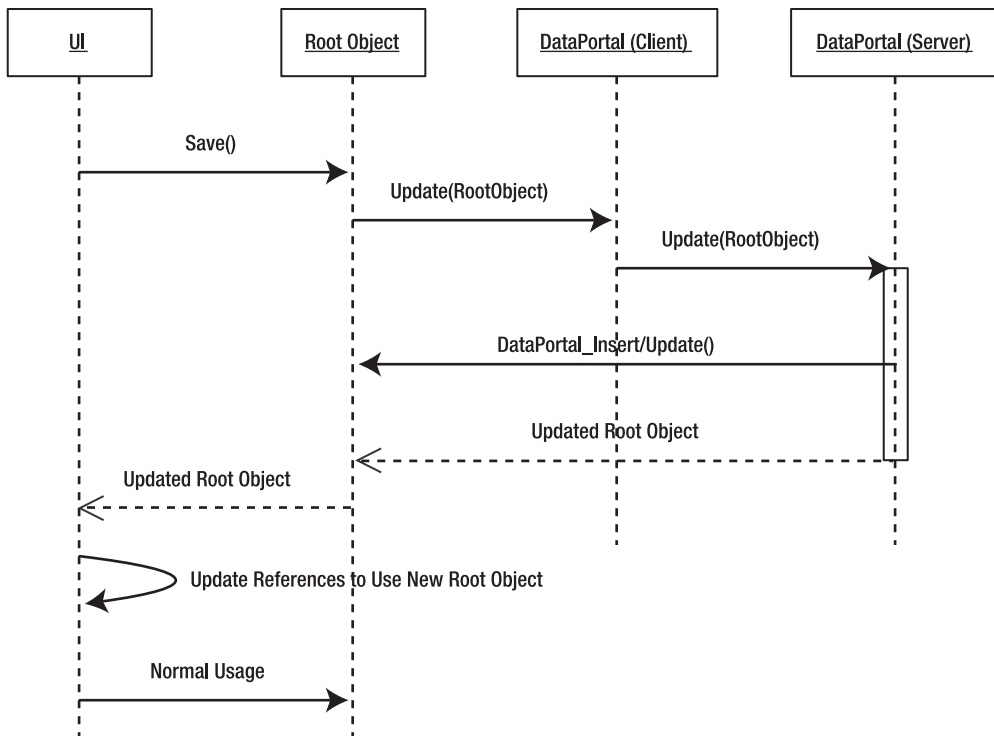 UI
Root Object
DataPortal (Client)
DataPortal (Server)
Save()
Update(RootObject)
Update(RootObject)
DataPortal_Insert/Update()
Updated Root Object
Updated Root Object
Update References to Use New Root Object
Normal Usage